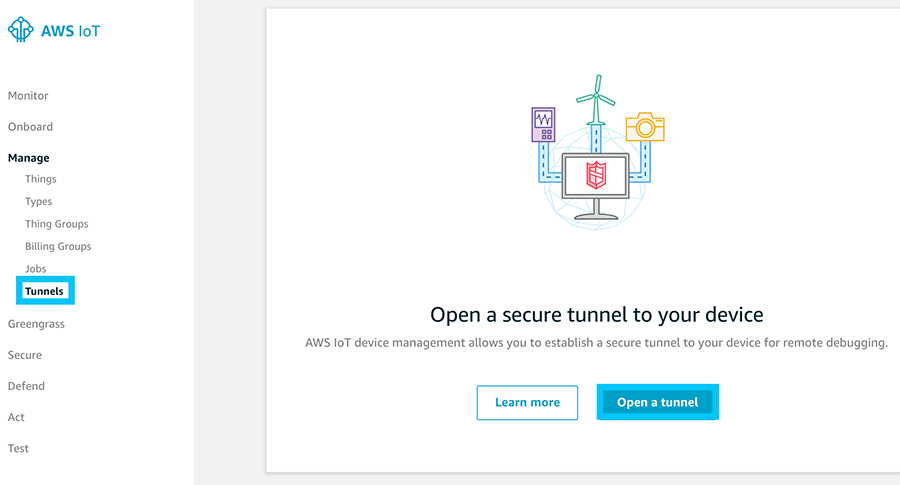 AWS IoT
Monitor
Onboard
Manage
Things
Types
Thing Groups
Billing Groups
Jobs
Tunnels
Greengrass
Secure
Defend
Act
Test
Open a secure tunnel to your device
AWS IoT device management allows you to establish a secure tunnel to your device for remote debugging.
Learn more
Open a tunnel